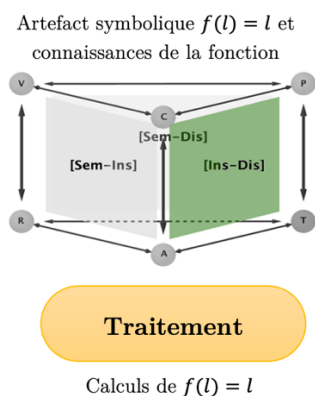 Artefact symbolique f(l) = l et
connaissances de la fonction
V P
C
[Sem-Dis]
[Sem-Ins] [Ins-Dis]
R T
A
Traitement
Calculs de f(l) = l